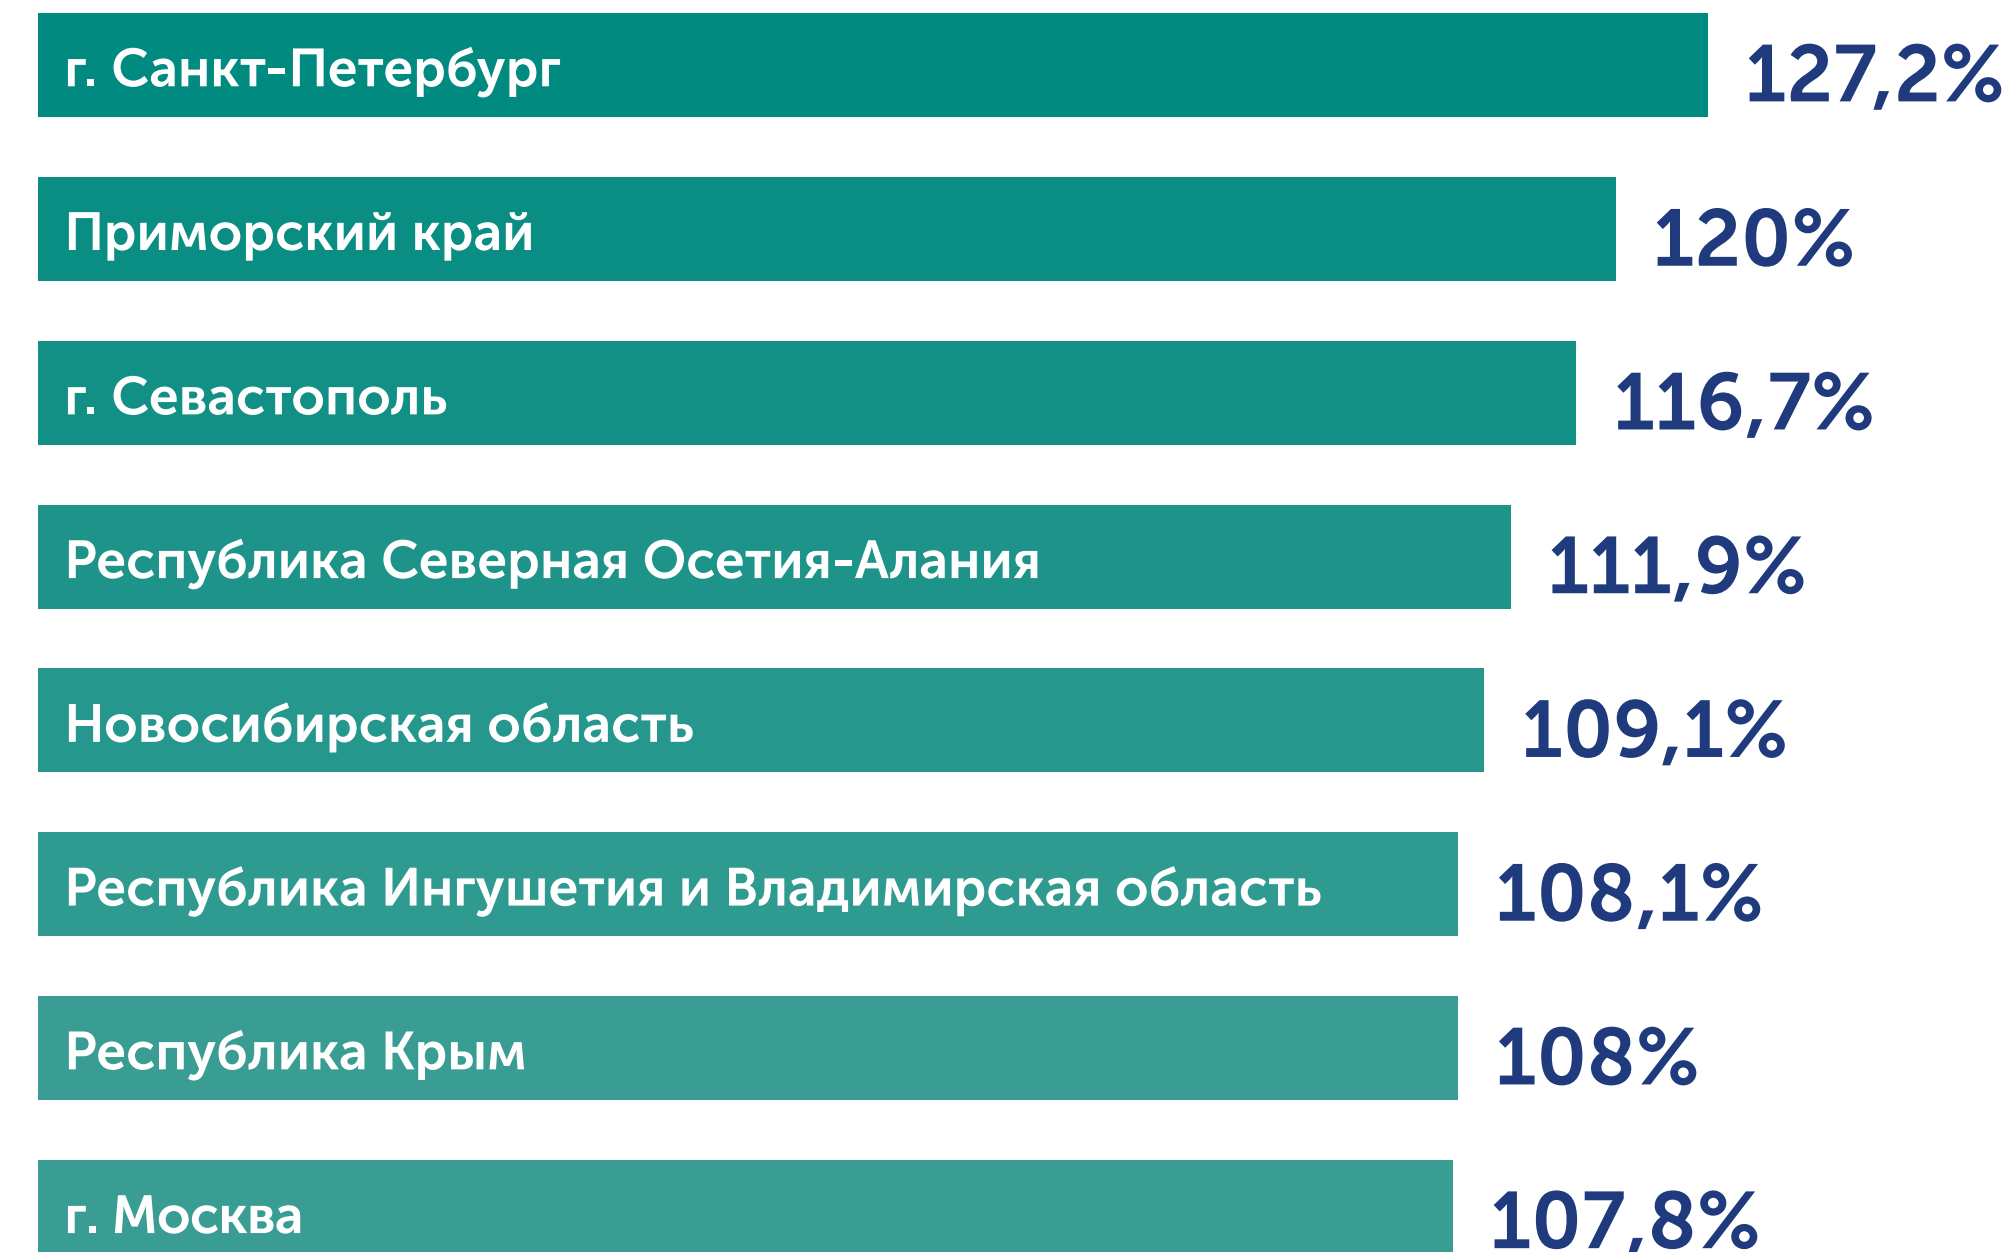 г. Санкт-Петербург 127,2%
Приморский край 120%
г. Севастополь 116,7%
Республика Северная Осетия-Алания 111,9%
Новосибирская область 109,1%
Республика Ингушетия и Владимирская область 108,1%
Республика Крым 108%
г. Москва 107,8%